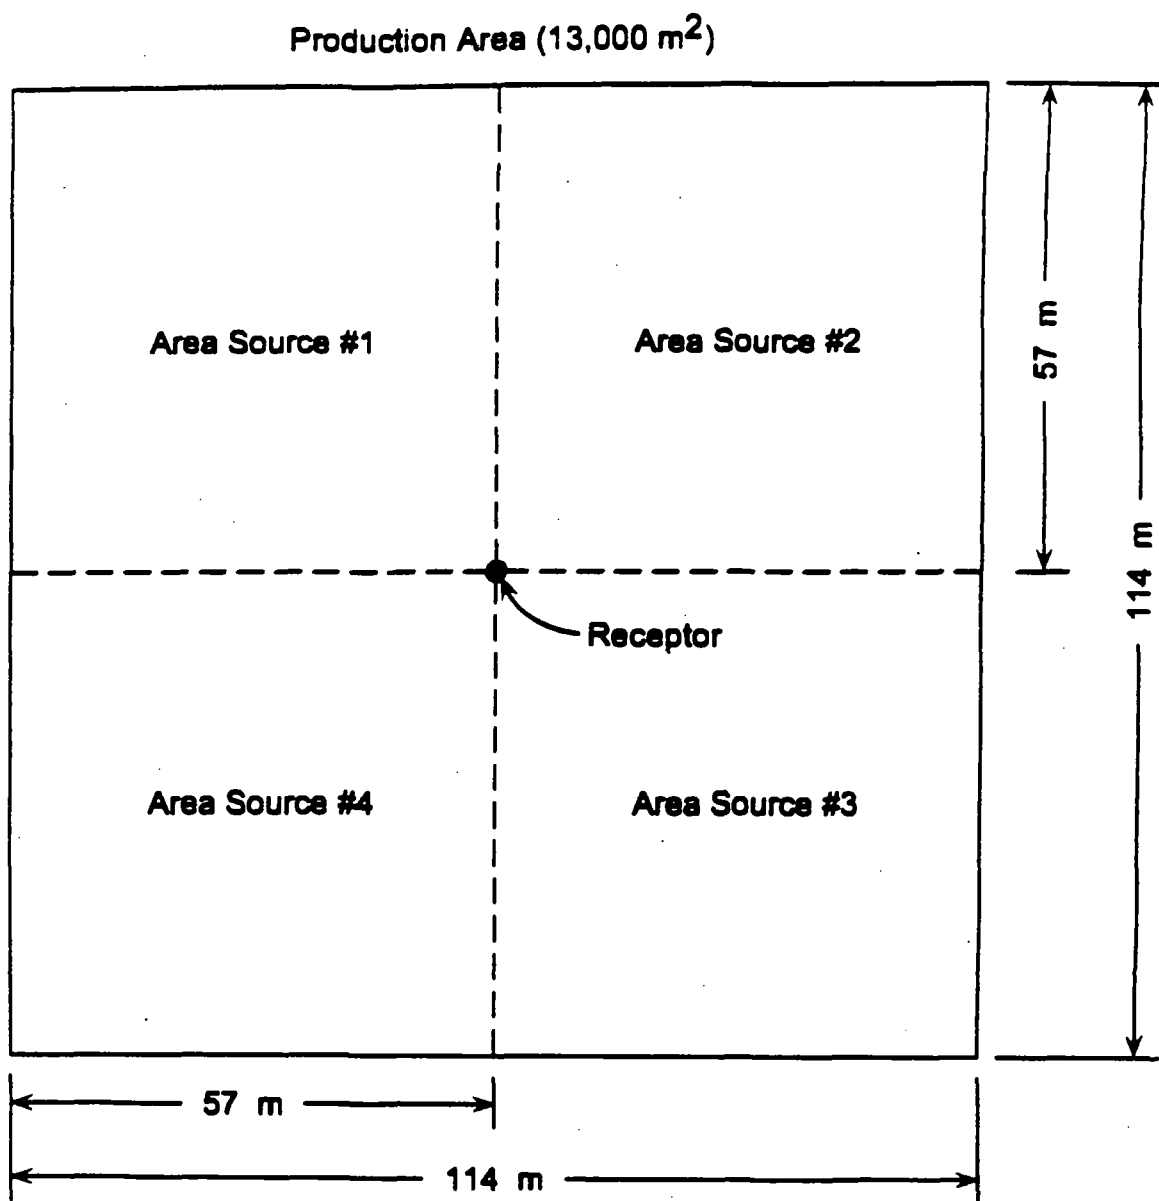 Production Area (13,000 m²)
Area Source #1
Area Source #2
57 m
114 m
Receptor
Area Source #4
Area Source #3
57 m
114 m